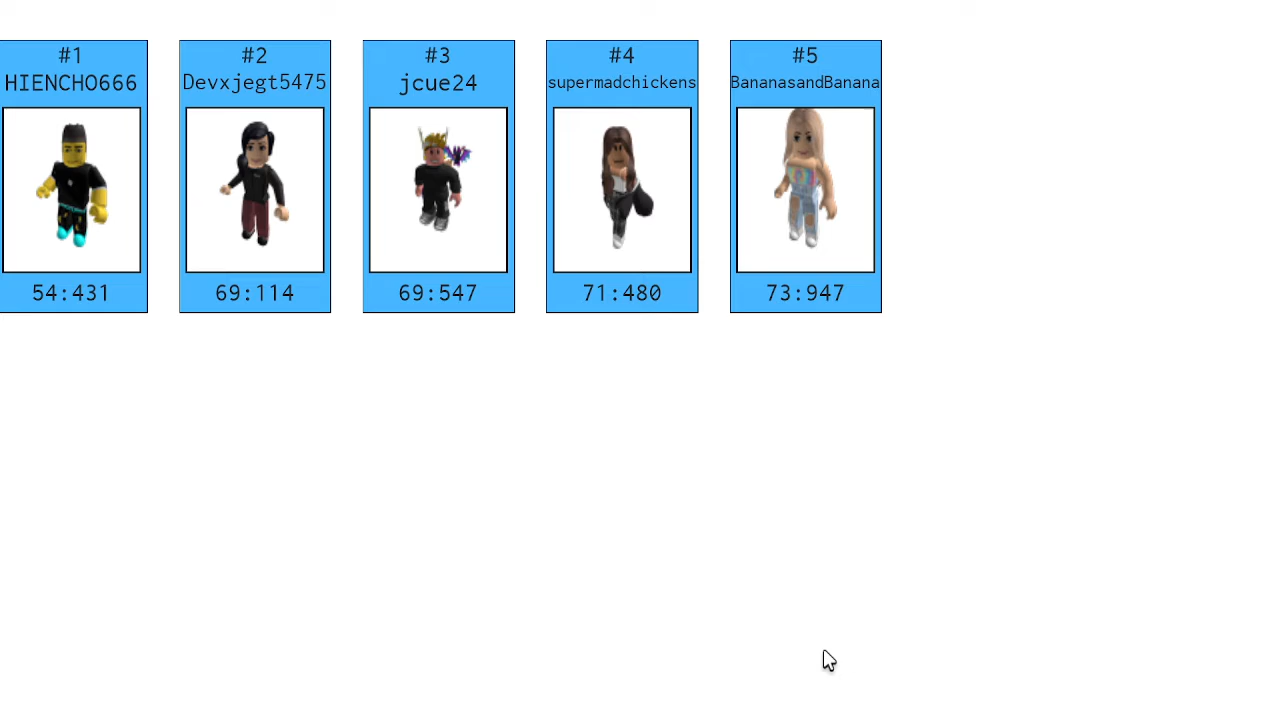 #1
HIENCHO666
54:431
#2
Devxjegt5475
69:114
#3
jcue24
69:547
#4
supermadchickens
71:480
#5
BananasandBanana
73:947